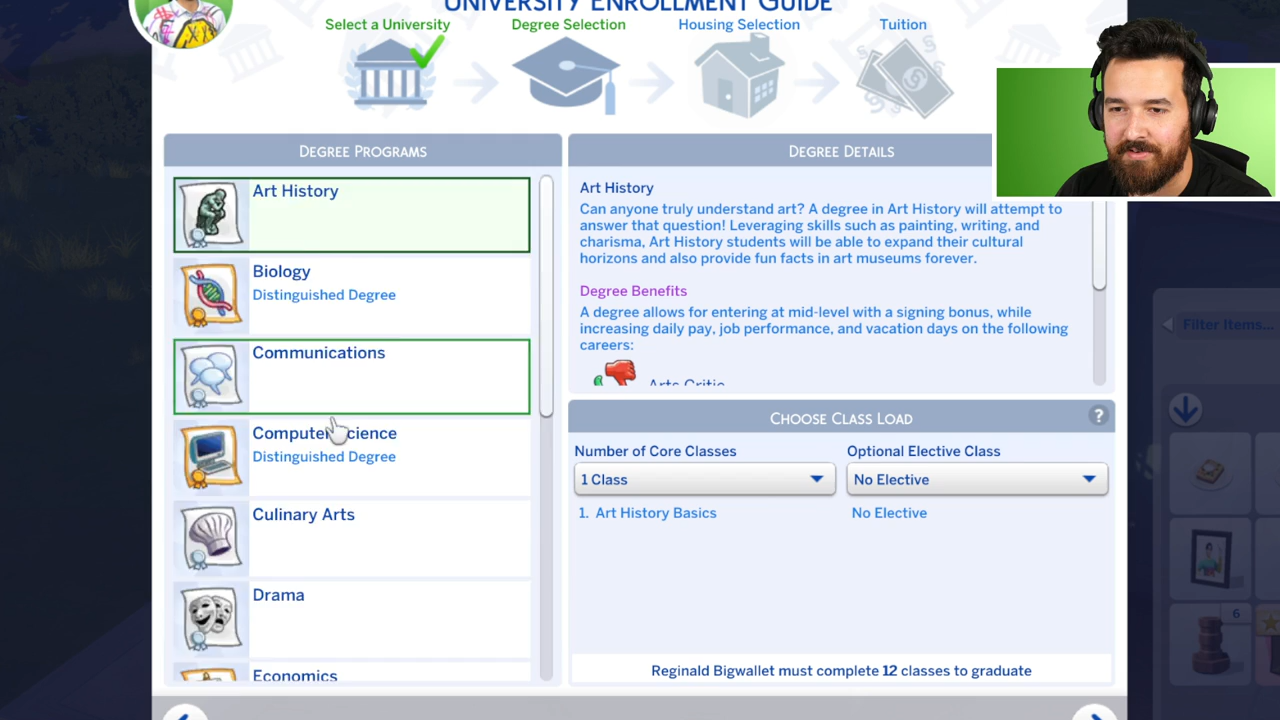 UNIVERSITY ENROLLMENT GUIDE
Select a University
Degree Selection
Housing Selection
Tuition
DEGREE PROGRAMS
Art History
Biology
Distinguished Degree
Communications
Computer Science
Distinguished Degree
Culinary Arts
Drama
Economics
DEGREE DETAILS
Art History
Can anyone truly understand art? A degree in Art History will attempt to
answer that question! Leveraging skills such as painting, writing, and
charisma, Art History students will be able to expand their cultural
horizons and also provide fun facts in art museums forever.
Degree Benefits
A degree allows for entering at mid-level with a signing bonus, while
increasing daily pay, job performance, and vacation days on the following
careers:
Arts Critic
CHOOSE CLASS LOAD
?
Number of Core Classes
Optional Elective Class
1 Class
No Elective
1. Art History Basics
No Elective
Reginald Bigwallet must complete 12 classes to graduate
Filter Items...
6